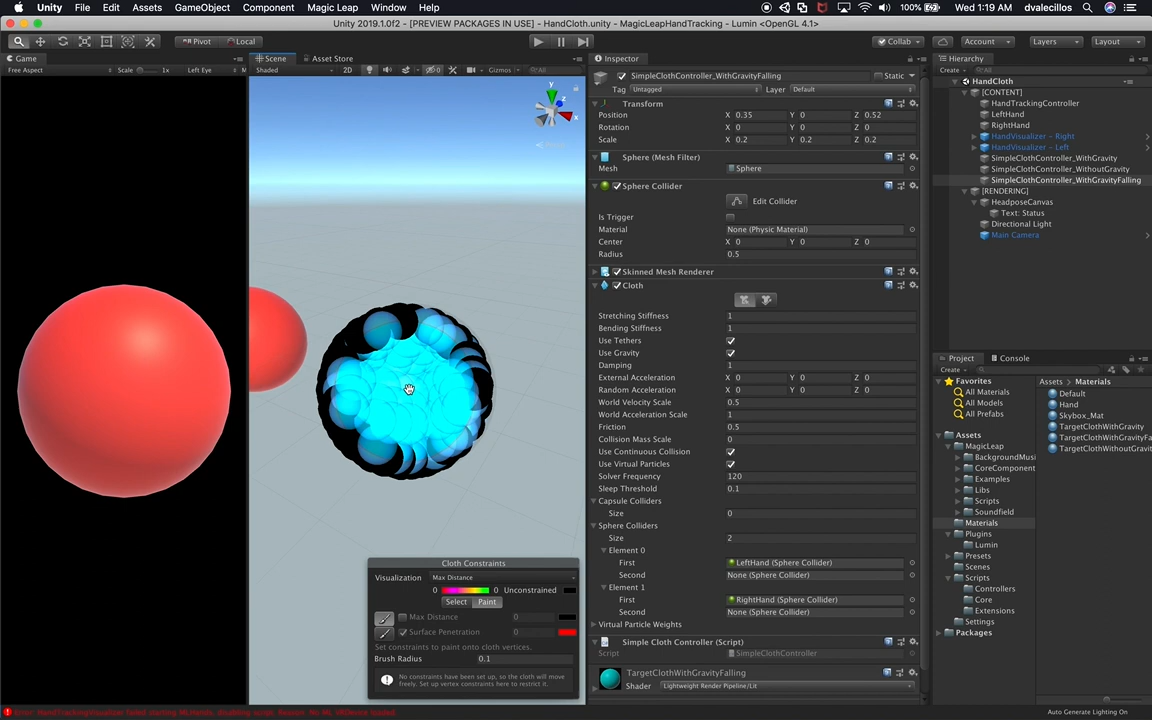 Unity File Edit Assets GameObject Component Magic Leap Window Help 100% Wed 1:19 AM dvalecillos
Unity 2019.1.0f2 - [PREVIEW PACKAGES IN USE] - HandCloth.unity - MagicLeapHandTracking - Lumin <OpenGL 4.1>
Pivot Local Collab Account Layers Layout
Game Scene Asset Store Inspector Hierarchy
Free Aspect Scale 1x Left Eye M Shaded 2D Gizmos All
Create All
SimpleClothController_WithGravityFalling Static
Tag Untagged Layer Default
Transform
Position X 0.35 Y 0 Z 0.52
Rotation X 0 Y 0 Z 0
Scale X 0.2 Y 0.2 Z 0.2
Sphere (Mesh Filter)
Mesh Sphere
Sphere Collider
Edit Collider
Is Trigger
Material None (Physic Material)
Center X 0 Y 0 Z 0
Radius 0.5
Skinned Mesh Renderer
Cloth
Stretching Stiffness 1
Bending Stiffness 1
Use Tethers
Use Gravity
Damping 1
External Acceleration X 0 Y 0 Z 0
Random Acceleration X 0 Y 0 Z 0
World Velocity Scale 0.5
World Acceleration Scale 1
Friction 0.5
Collision Mass Scale 0
Use Continuous Collision
Use Virtual Particles
Solver Frequency 120
Sleep Threshold 0.1
Capsule Colliders
Size 0
Sphere Colliders
Size 2
Element 0
First LeftHand (Sphere Collider)
Second None (Sphere Collider)
Element 1
First RightHand (Sphere Collider)
Second None (Sphere Collider)
Virtual Particle Weights
Simple Cloth Controller (Script)
Script SimpleClothController
TargetClothWithGravityFalling
Shader Lightweight Render Pipeline/Lit
HandCloth
[CONTENT]
HandTrackingController
LeftHand
RightHand
HandVisualizer - Right
HandVisualizer - Left
SimpleClothController_WithGravity
SimpleClothController_WithoutGravity
SimpleClothController_WithGravityFalling
[RENDERING]
HeadposeCanvas
Text: Status
Directional Light
Main Camera
Project Console
Create
Favorites
All Materials
All Models
All Prefabs
Assets
MagicLeap
BackgroundMusi
CoreComponent
Examples
Libs
Scripts
Soundfield
Materials
Plugins
Lumin
Presets
Scenes
Scripts
Controllers
Core
Extensions
Settings
Packages
Assets Materials
Default
Hand
Skybox_Mat
TargetClothWithGravity
TargetClothWithGravityFa
TargetClothWithoutGravit
y
z
x
Cloth Constraints
Visualization Max Distance
0 0 Unconstrained
Select Paint
Max Distance 0
Surface Penetration 0
Set constraints to paint onto cloth vertices.
Brush Radius 0.1
No constraints have been set up, so the cloth will move
freely. Set up vertex constraints here to restrict it.
Auto Generate Lighting On